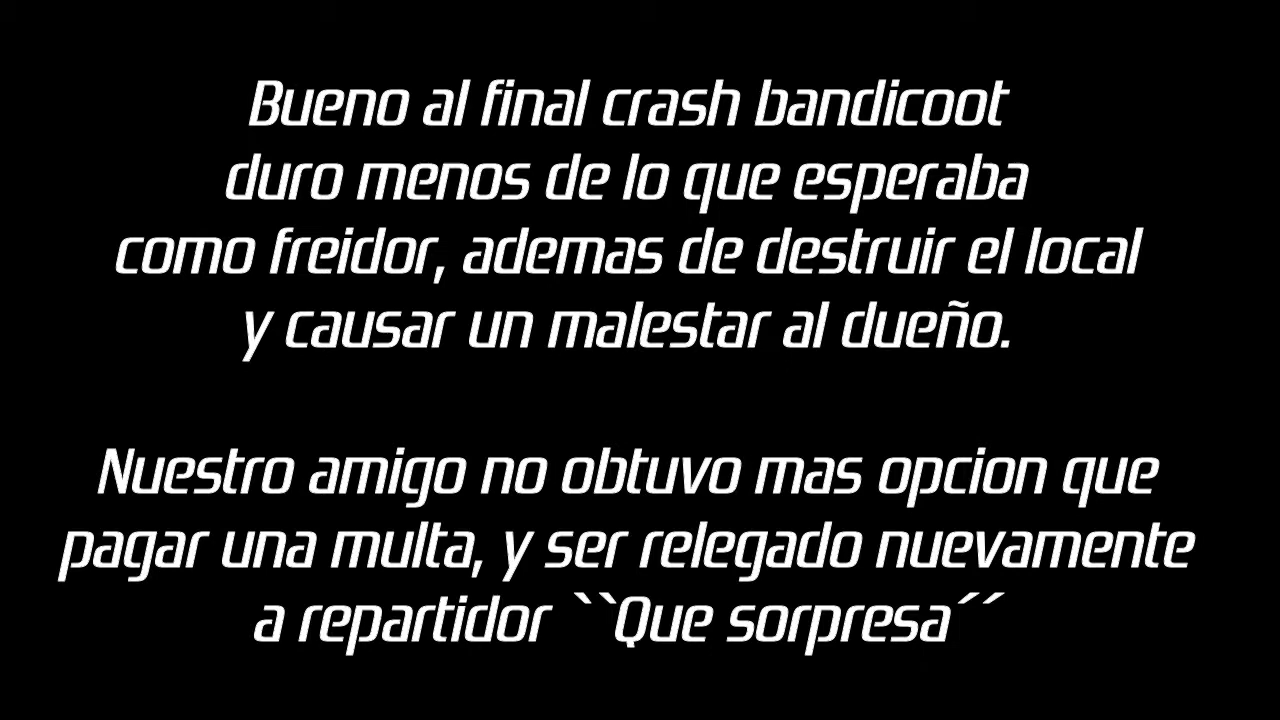 Bueno al final crash bandicoot
duro menos de lo que esperaba
como freidor, ademas de destruir el local
y causar un malestar al dueño.
Nuestro amigo no obtuvo mas opcion que
pagar una multa, y ser relegado nuevamente
a repartidor ``Que sorpresa´´